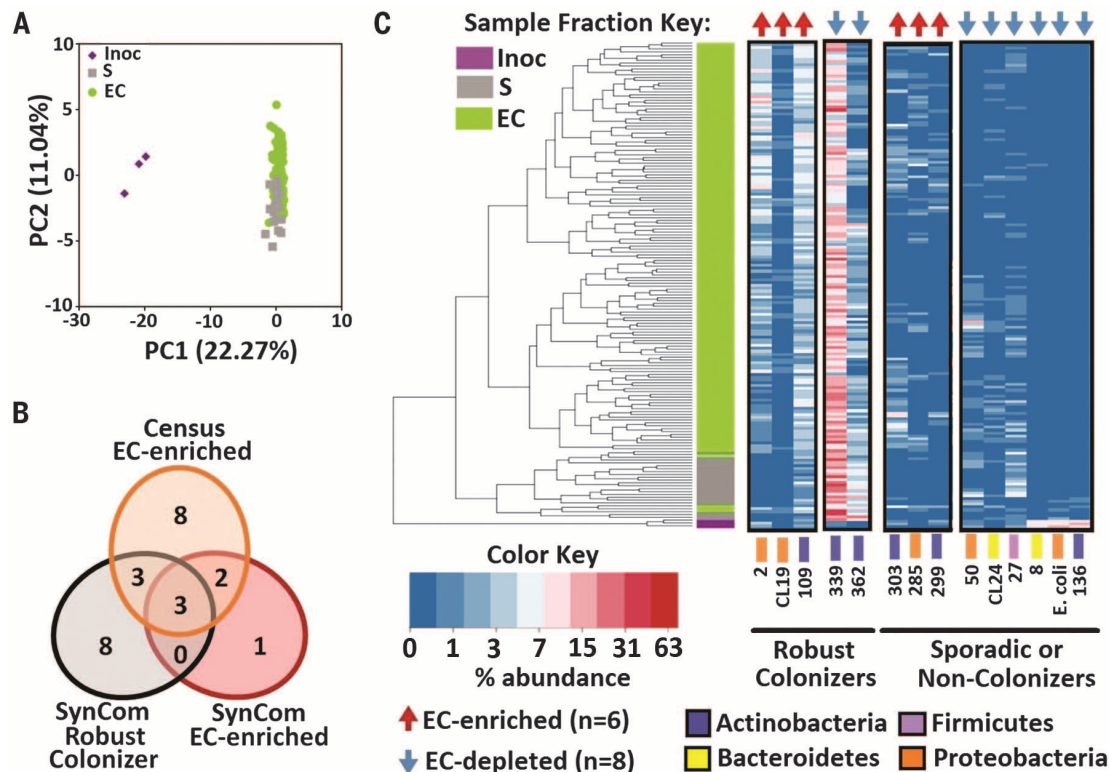 A
Inoc
S
EC
10
5
0
-5
-10
-30
-20
-10
0
10
PC2 (11.04%)
PC1 (22.27%)
B
Census
EC-enriched
8
3
2
3
8
0
1
SynCom
Robust
Colonizer
SynCom
EC-enriched
C
Sample Fraction Key:
Inoc
S
EC
Color Key
0 1 3 7 15 31 63
% abundance
EC-enriched (n=6)
EC-depleted (n=8)
2
CL19
109
339
362
303
285
299
50
CL24
27
8
E. coli
136
Robust
Colonizers
Sporadic or
Non-Colonizers
Actinobacteria
Firmicutes
Bacteroidetes
Proteobacteria